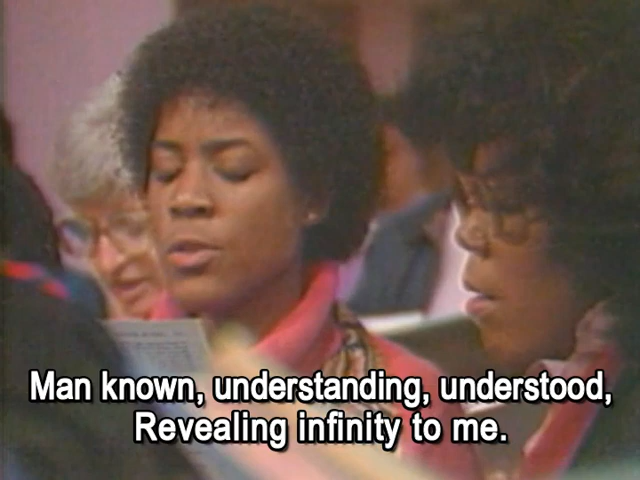 Man known, understanding, understood,
Revealing infinity to me.